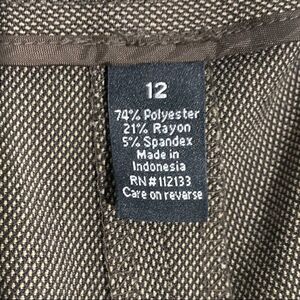 12
74% Polyester
21% Rayon
5% Spandex
Made in
Indonesia
RN# 112133
Care on reverse